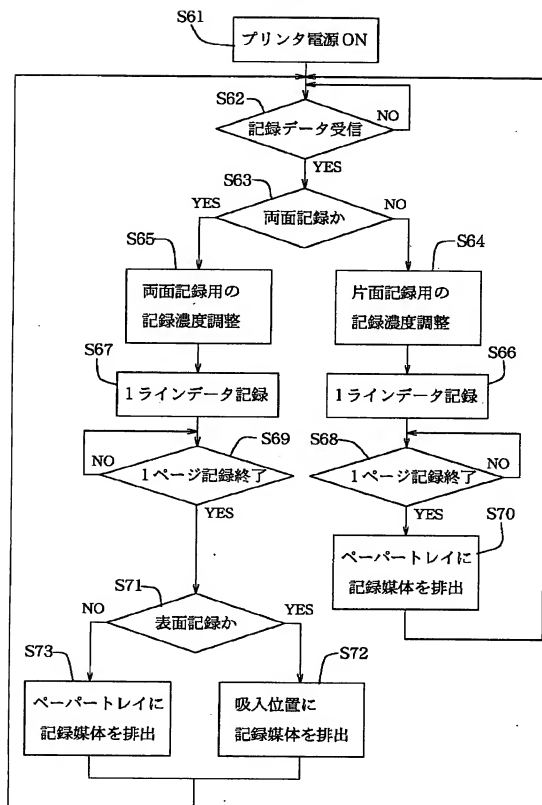 S61
プリンタ電源ON
S62
記録データ受信
NO
YES
S63
YES
NO
両面記録か
S65
S64
両面記録用の
記録濃度調整
片面記録用の
記録濃度調整
S67
S66
1ラインデータ記録
1ラインデータ記録
S69
S68
NO
1ページ記録終了
1ページ記録終了
NO
YES
YES
S70
ペーパートレイに
記録媒体を排出
S71
NO
YES
表面記録か
S73
S72
ペーパートレイに
記録媒体を排出
吸入位置に
記録媒体を排出